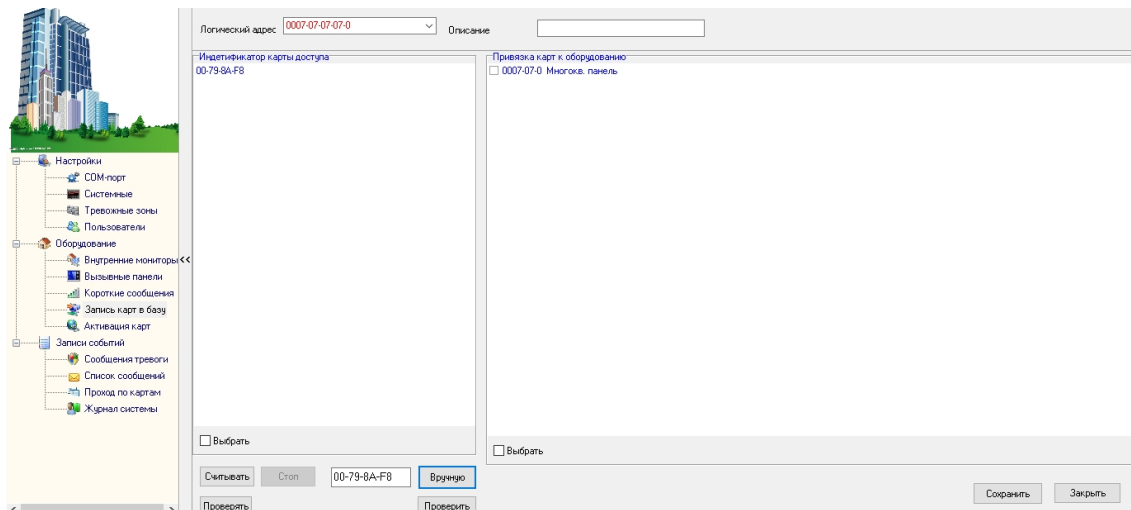 Логический адрес 0007-07-07-07-0 Описание
Индетификатор карты доступа
00-79-8A-F8
Привязка карт к оборудованию
0007-07-0 Многокв. панель
Настройки
COM-порт
Системные
Тревожные зоны
Пользователи
Оборудование
Внутренние мониторы
<<
Вызывные панели
Короткие сообщения
Запись карт в базу
Активация карт
Записи событий
Сообщения тревоги
Список сообщений
Проход по картам
Журнал системы
Выбрать
Выбрать
Считывать Стоп 00-79-8A-F8 Вручную
Проверять Проверить
Сохранить Закрыть